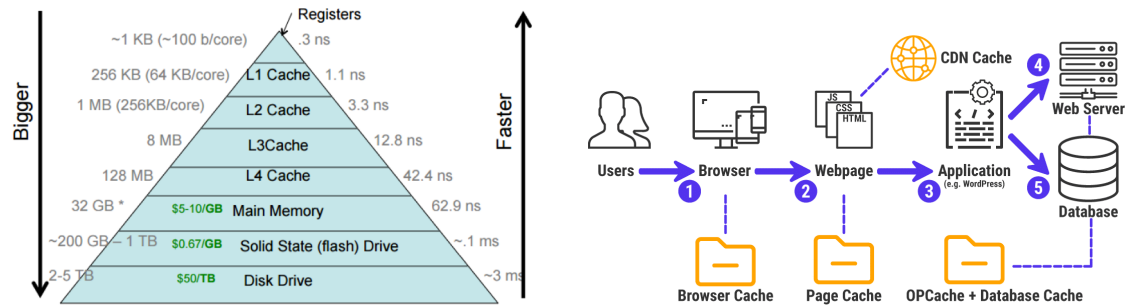 Registers
~1 KB (~100 b/core)
.3 ns
256 KB (64 KB/core)
L1 Cache
1.1 ns
1 MB (256KB/core)
L2 Cache
3.3 ns
8 MB
L3Cache
12.8 ns
128 MB
L4 Cache
42.4 ns
32 GB *
$5-10/GB
Main Memory
62.9 ns
~200 GB – 1 TB
$0.67/GB
Solid State (flash) Drive
~.1 ms
2-5 TB
$50/TB
Disk Drive
~3 ms
Bigger
Faster
CDN Cache
4
JS
CSS
HTML
Web Server
Users
Browser
Webpage
Application
(e.g. WordPress)
1
2
3
5
Database
Browser Cache
Page Cache
OPCache + Database Cache